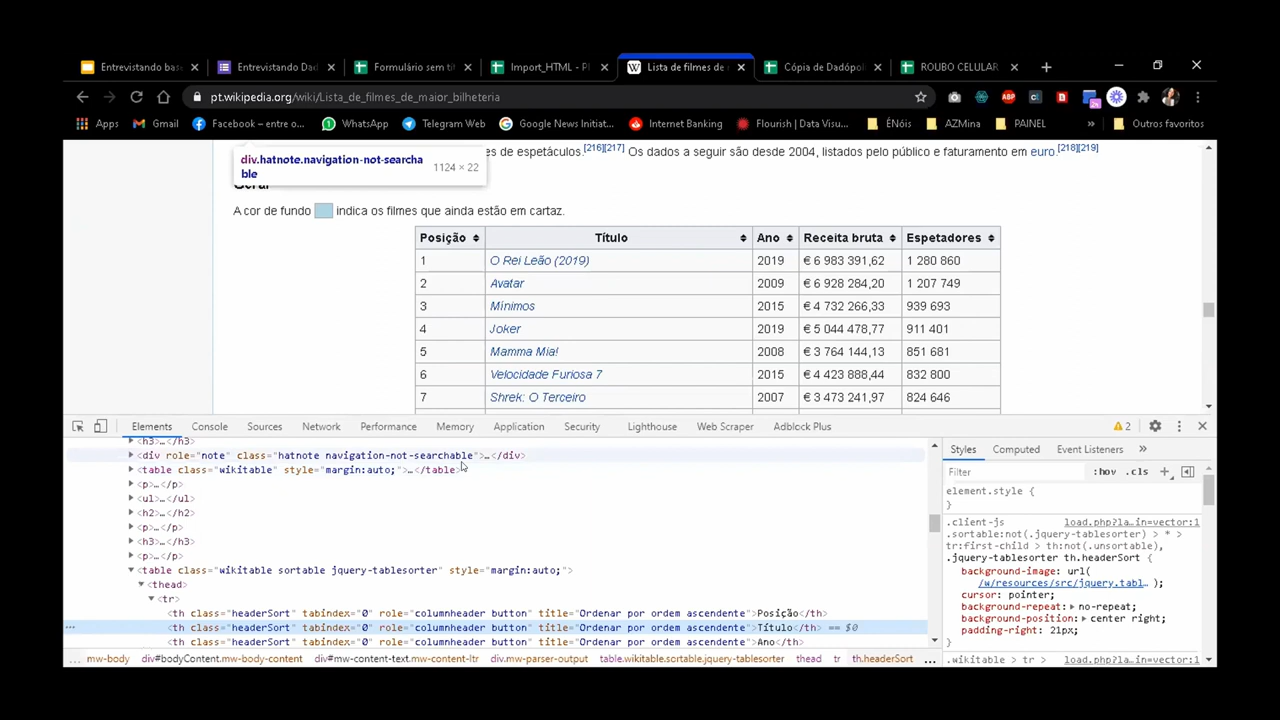 Entrevistando bas
Entrevistando Dad
Formulário sem tí
Import_HTML - Pl
Lista de filmes de
Cópia de Dadópol
ROUBO CELULAR
pt.wikipedia.org/wiki/Lista_de_filmes_de_maior_bilheteria
Apps
Gmail
Facebook – entre o...
WhatsApp
Telegram Web
Google News Initiat...
Internet Banking
Flourish | Data Visu...
ÉNóis
AZMina
PAINEL
»
Outros favoritos
div.hatnote.navigation-not-searcha
ble
1124 × 22
es de espetáculos.[216][217] Os dados a seguir são desde 2004, listados pelo público e faturamento em euro.[218][219]
Geral
A cor de fundo indica os filmes que ainda estão em cartaz.
Posição Título Ano Receita bruta Espetadores
1 O Rei Leão (2019) 2019 € 6 983 391,62 1 280 860
2 Avatar 2009 € 6 928 284,20 1 207 749
3 Mínimos 2015 € 4 732 266,33 939 693
4 Joker 2019 € 5 044 478,77 911 401
5 Mamma Mia! 2008 € 3 764 144,13 851 681
6 Velocidade Furiosa 7 2015 € 4 423 888,44 832 800
7 Shrek: O Terceiro 2007 € 3 473 241,97 824 646
Elements Console Sources Network Performance Memory Application Security Lighthouse Web Scraper Adblock Plus 2
<h3>…</h3>
<div role="note" class="hatnote navigation-not-searchable">…</div>
<table class="wikitable" style="margin:auto;">…</table>
<p>…</p>
<ul>…</ul>
<h2>…</h2>
<p>…</p>
<h3>…</h3>
<p>…</p>
<table class="wikitable sortable jquery-tablesorter" style="margin:auto;">
<thead>
<tr>
<th class="headerSort" tabindex="0" role="columnheader button" title="Ordenar por ordem ascendente">Posição</th>
<th class="headerSort" tabindex="0" role="columnheader button" title="Ordenar por ordem ascendente">Título</th> == $0
<th class="headerSort" tabindex="0" role="columnheader button" title="Ordenar por ordem ascendente">Ano</th>
... mw-body div#bodyContent.mw-body-content div#mw-content-text.mw-content-ltr div.mw-parser-output table.wikitable.sortable.jquery-tablesorter thead tr th.headerSort ...
Styles Computed Event Listeners »
Filter :hov .cls +
element.style {
}
.client-js load.php?la…in=vector:1
.sortable:not(.jquery-tablesorter) > * >
tr:first-child > th:not(.unsortable),
.jquery-tablesorter th.headerSort {
background-image: url(
/w/resources/src/jquery.tabl… );
cursor: pointer;
background-repeat: no-repeat;
background-position: center right;
padding-right: 21px;
}
.wikitable > tr > load.php?la…in=vector:1